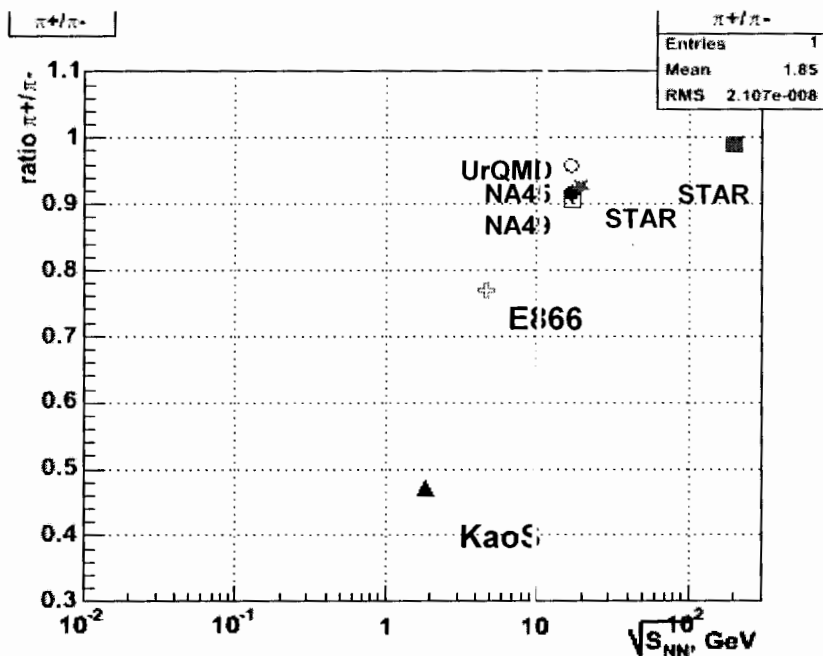 π+/π-
π+/π-
Entries 1
Mean 1.85
RMS 2.107e-008
ratio π+/π-
1.1
1
0.9
0.8
0.7
0.6
0.5
0.4
0.3
UrQMD
NA45
NA49
STAR
STAR
E866
KaoS
10-2
10-1
1
10
102
√SNN, GeV